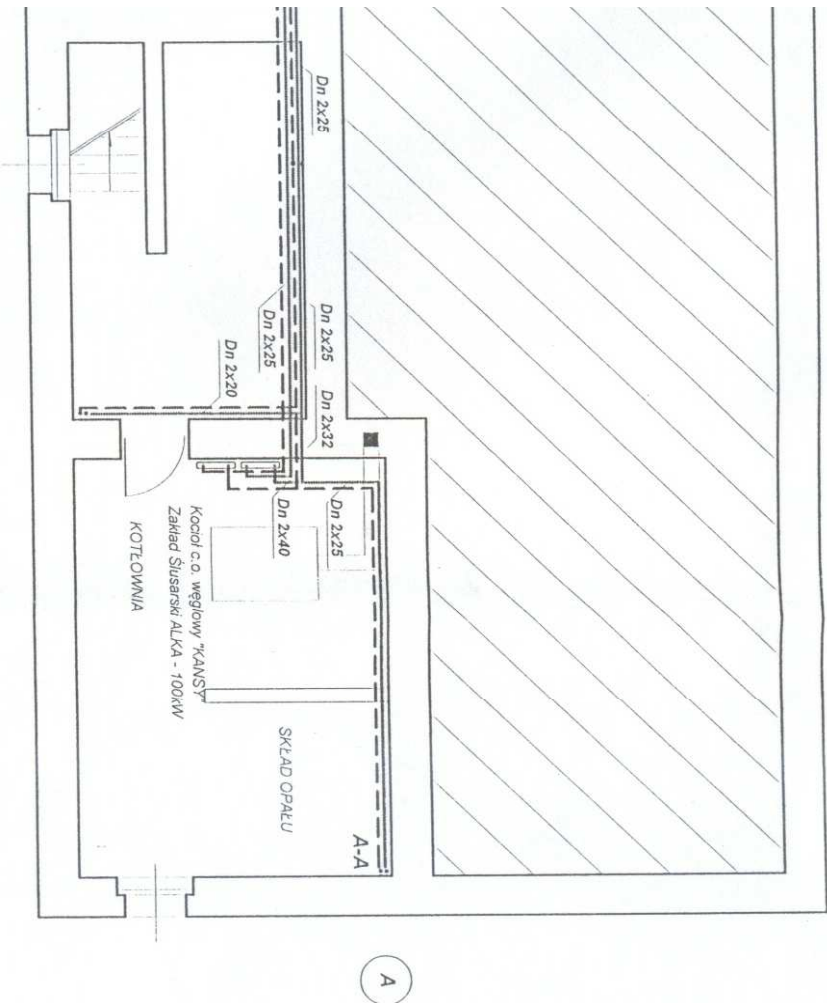 Dn 2x25
Dn 2x25
Dn 2x25
Dn 2x20
Dn 2x32
Dn 2x40
Dn 2x25
Kocioł c.o. węglowy "KANSY"
Zakład Ślusarski ALKA - 100kW
KOTŁOWNIA
SKŁAD OPAŁU
A-A
A